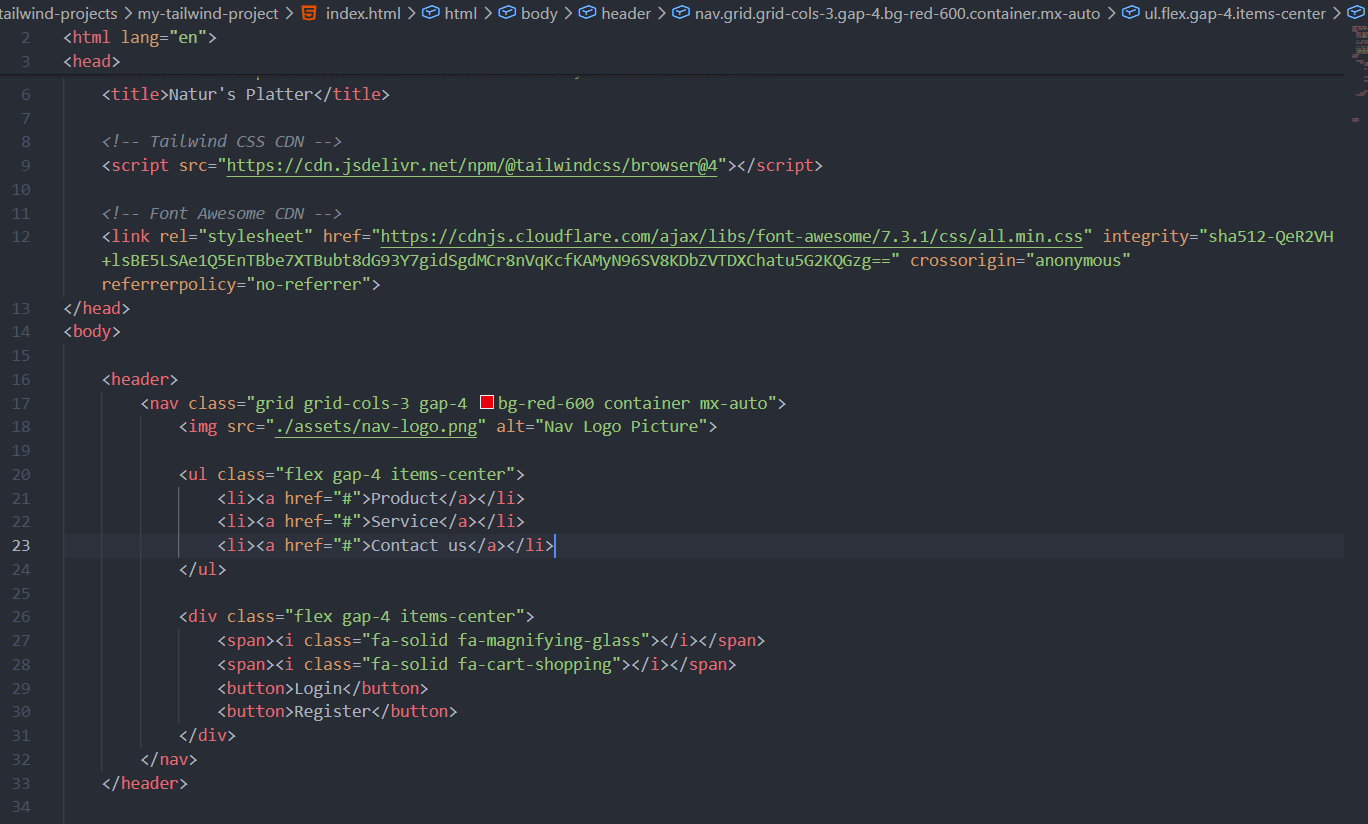 tailwind-projects > my-tailwind-project > index.html > html > body > header > nav.grid.grid-cols-3.gap-4.bg-red-600.container.mx-auto > ul.flex.gap-4.items-center >
2 <html lang="en">
3 <head>
6 <title>Natur's Platter</title>
7
8 <!-- Tailwind CSS CDN -->
9 <script src="https://cdn.jsdelivr.net/npm/@tailwindcss/browser@4"></script>
10
11 <!-- Font Awesome CDN -->
12 <link rel="stylesheet" href="https://cdnjs.cloudflare.com/ajax/libs/font-awesome/7.3.1/css/all.min.css" integrity="sha512-QeR2VH
+lsBE5LSAe1Q5EnTBbe7XTBubt8dG93Y7gidSgdMCr8nVqKcfKAMyN96SV8KDbZVTDXChatu5G2KQGzg==" crossorigin="anonymous"
referrerpolicy="no-referrer">
13 </head>
14 <body>
15
16 <header>
17 <nav class="grid grid-cols-3 gap-4 bg-red-600 container mx-auto">
18 <img src="./assets/nav-logo.png" alt="Nav Logo Picture">
19
20 <ul class="flex gap-4 items-center">
21 <li><a href="#">Product</a></li>
22 <li><a href="#">Service</a></li>
23 <li><a href="#">Contact us</a></li>
24 </ul>
25
26 <div class="flex gap-4 items-center">
27 <span><i class="fa-solid fa-magnifying-glass"></i></span>
28 <span><i class="fa-solid fa-cart-shopping"></i></span>
29 <button>Login</button>
30 <button>Register</button>
31 </div>
32 </nav>
33 </header>
34